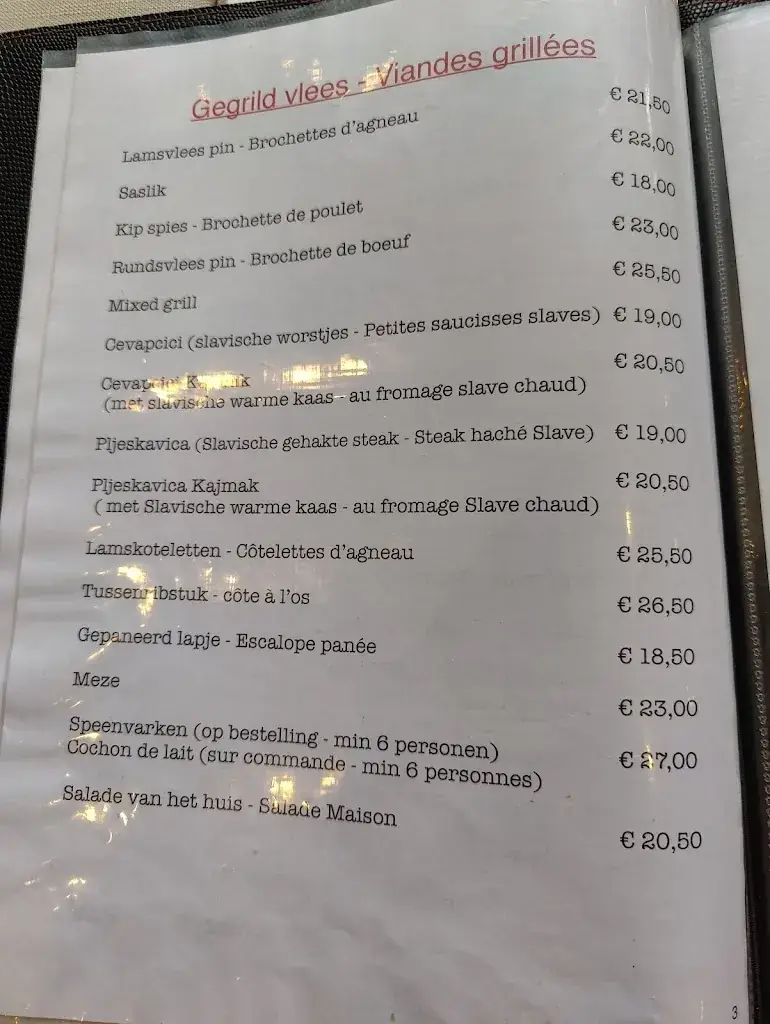 Gegrild vlees - Viandes grillées
Lamsvlees pin - Brochettes d'agneau € 21,50
Saslik € 22,00
Kip spies - Brochette de poulet € 18,00
Rundsvlees pin - Brochette de boeuf € 23,00
Mixed grill € 25,50
Cevapcici (slavische worstjes - Petites saucisses slaves) € 19,00
Cevapcici Kajmak € 20,50
(met slavische warme kaas - au fromage slave chaud)
Pljeskavica (Slavische gehakte steak - Steak haché Slave) € 19,00
Pljeskavica Kajmak € 20,50
( met Slavische warme kaas - au fromage Slave chaud)
Lamskoteletten - Côtelettes d'agneau € 25,50
Tussenribstuk - côte à l'os € 26,50
Gepaneerd lapje - Escalope panée € 18,50
Meze € 23,00
Speenvarken (op bestelling - min 6 personen) € 27,00
Cochon de lait (sur commande - min 6 personnes)
Salade van het huis - Salade Maison € 20,50
3